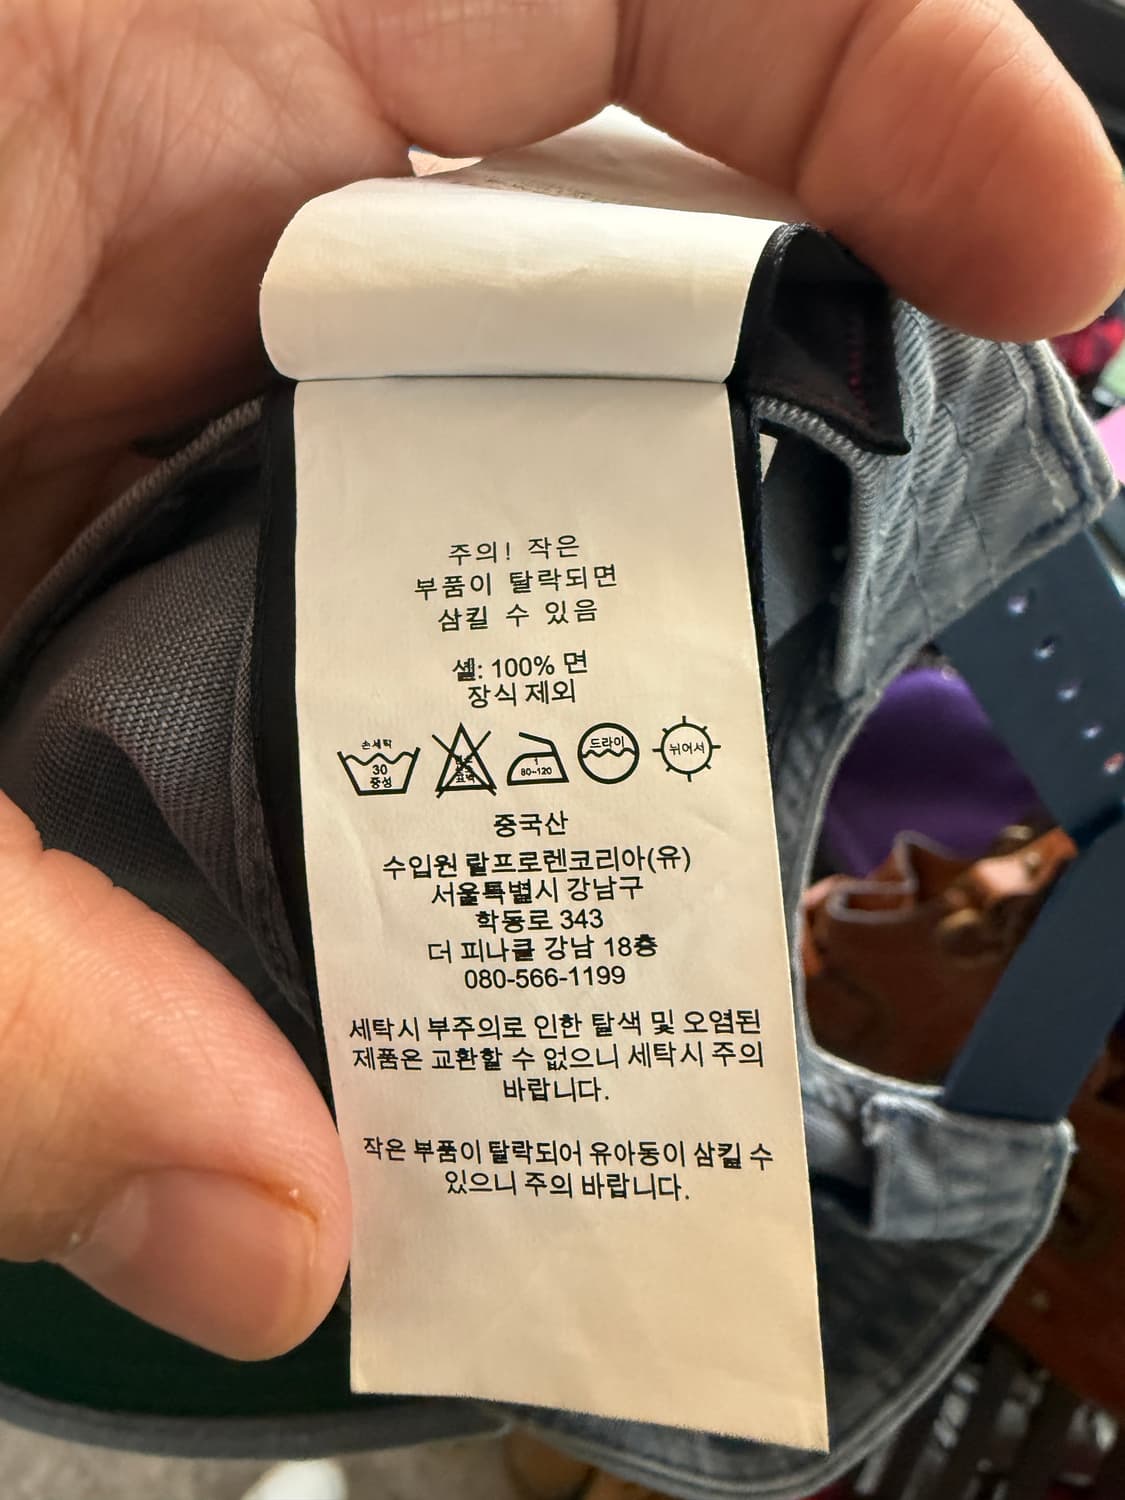 주의! 작은
부품이 탈락되면
삼킬 수 있음
셸: 100% 면
장식 제외
손세탁
30
중성
표백
1
80~120
드라이
뉘어서
중국산
수입원 랄프로렌코리아(유)
서울특별시 강남구
학동로 343
더 피나클 강남 18층
080-566-1199
세탁시 부주의로 인한 탈색 및 오염된
제품은 교환할 수 없으니 세탁시 주의
바랍니다.
작은 부품이 탈락되어 유아동이 삼킬 수
있으니 주의 바랍니다.